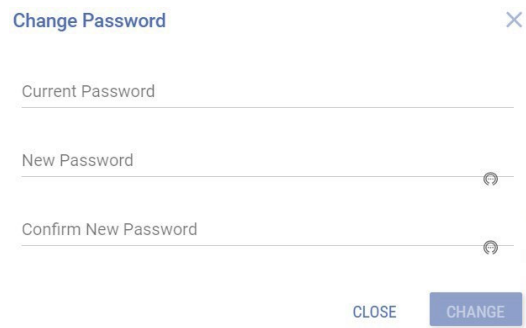 Change Password
Current Password
New Password
Confirm New Password
CLOSE CHANGE